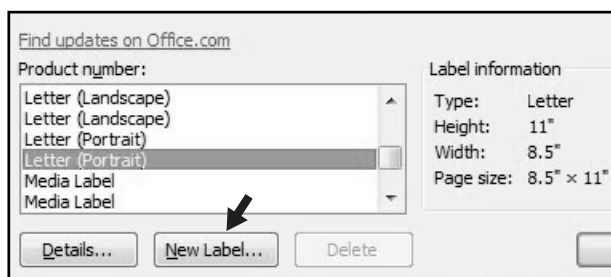 Find updates on Office.com
Product number:
Letter (Landscape)
Letter (Landscape)
Letter (Portrait)
Letter (Portrait)
Media Label
Media Label
Label information
Type: Letter
Height: 11"
Width: 8.5"
Page size: 8.5" × 11"
Details... New Label... Delete